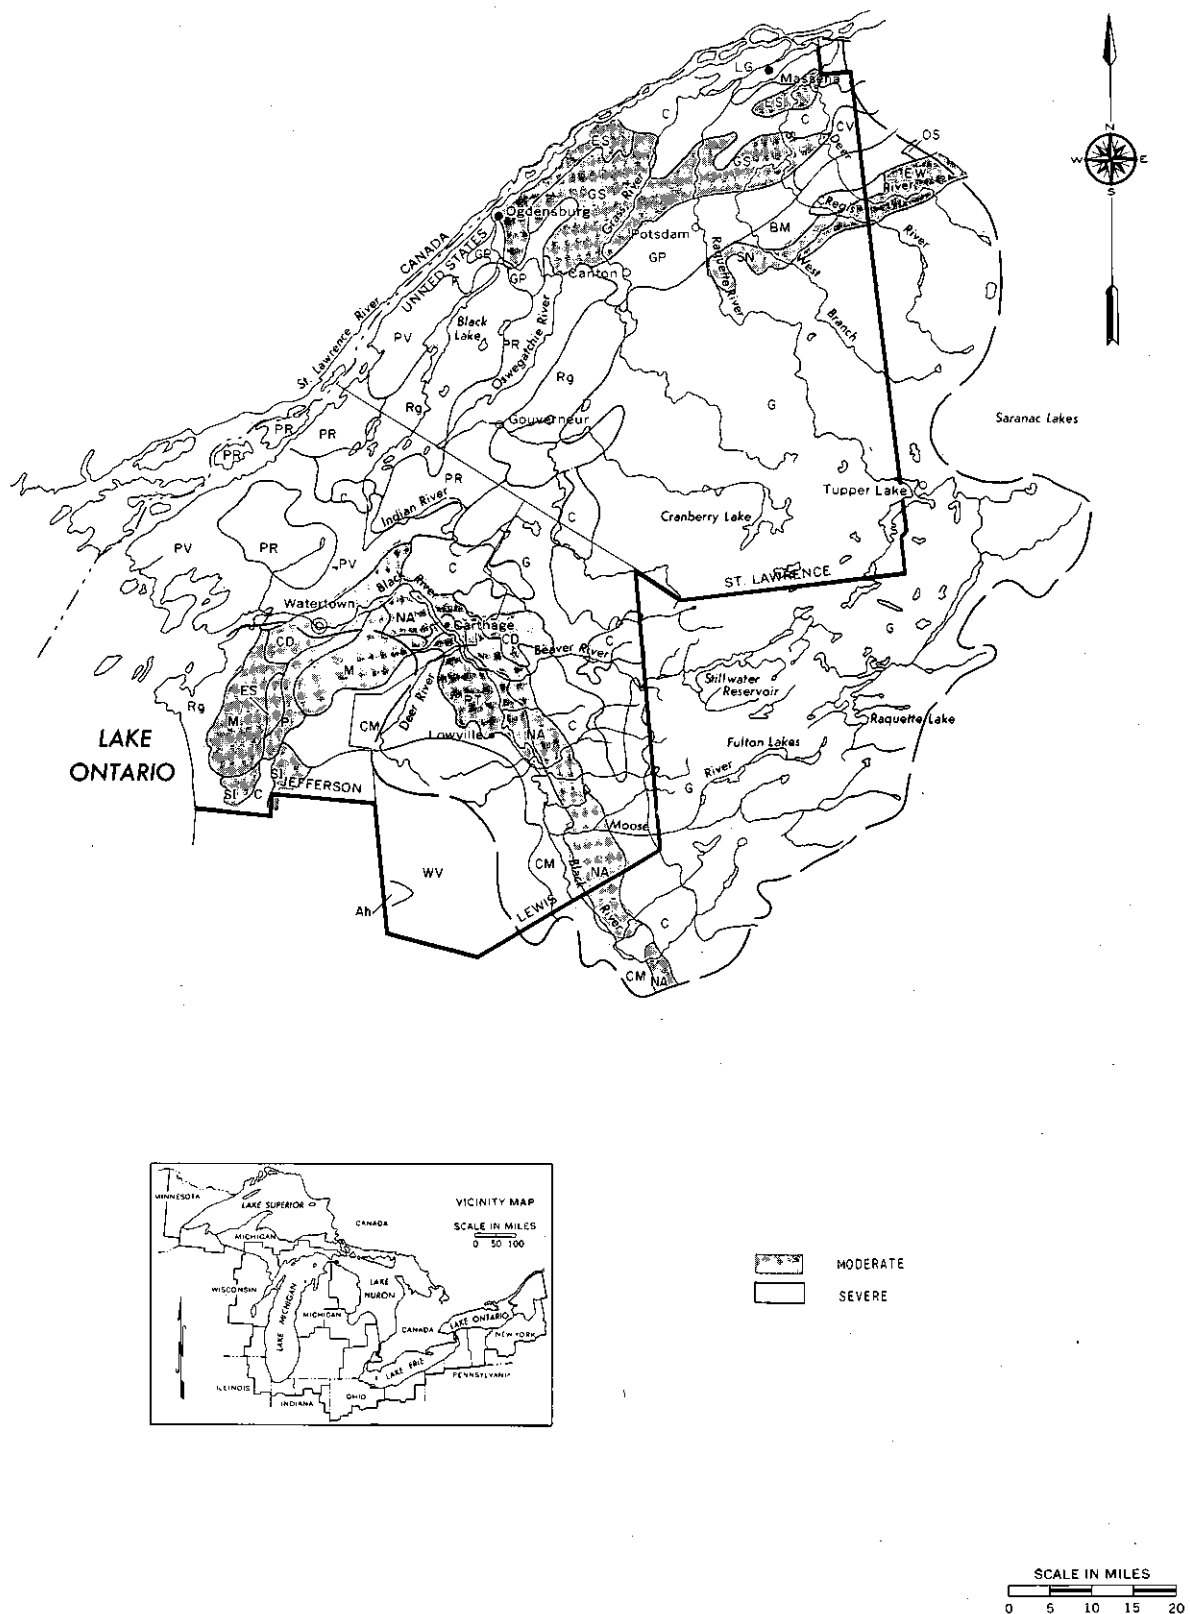 LG
Massena
ES
C
C
CV
OS
Deer
ES
GS
EW
River
GS
Grass River
Regis
River
Ogdensburg
BM
Potsdam
GP
SN
West
Branch
Raquette River
Canton
CANADA
UNITED STATES
GP
GP
St. Lawrence River
PV
Black
Lake
PR
Oswegatchie River
Rg
Rg
G
Gouverneur
Saranac Lakes
PR
PR
PR
PR
Indian River
C
C
Cranberry Lake
Tupper Lake
PV
PR
PV
C
G
ST. LAWRENCE
Black River
Watertown
C
NA
Carthage
CD
CD
Beaver River
C
G
M
Stillwater
Reservoir
ES
M
P
P
Rg
Deer River
CM
Lowville
NA
C
Raquette Lake
Fulton Lakes
LAKE
ONTARIO
SI
SI
C
JEFFERSON
G
River
Moose
WV
CM
Black
River
NA
Ah
LEWIS
C
CM
NA
N
W
E
S
MINNESOTA
LAKE SUPERIOR
VICINITY MAP
SCALE IN MILES
0 50 100
CANADA
MICHIGAN
WISCONSIN
LAKE MICHIGAN
LAKE
HURON
MICHIGAN
CANADA
LAKE ONTARIO
NEW YORK
LAKE ERIE
PENNSYLVANIA
ILLINOIS
INDIANA
OHIO
MODERATE
SEVERE
SCALE IN MILES
0 5 10 15 20